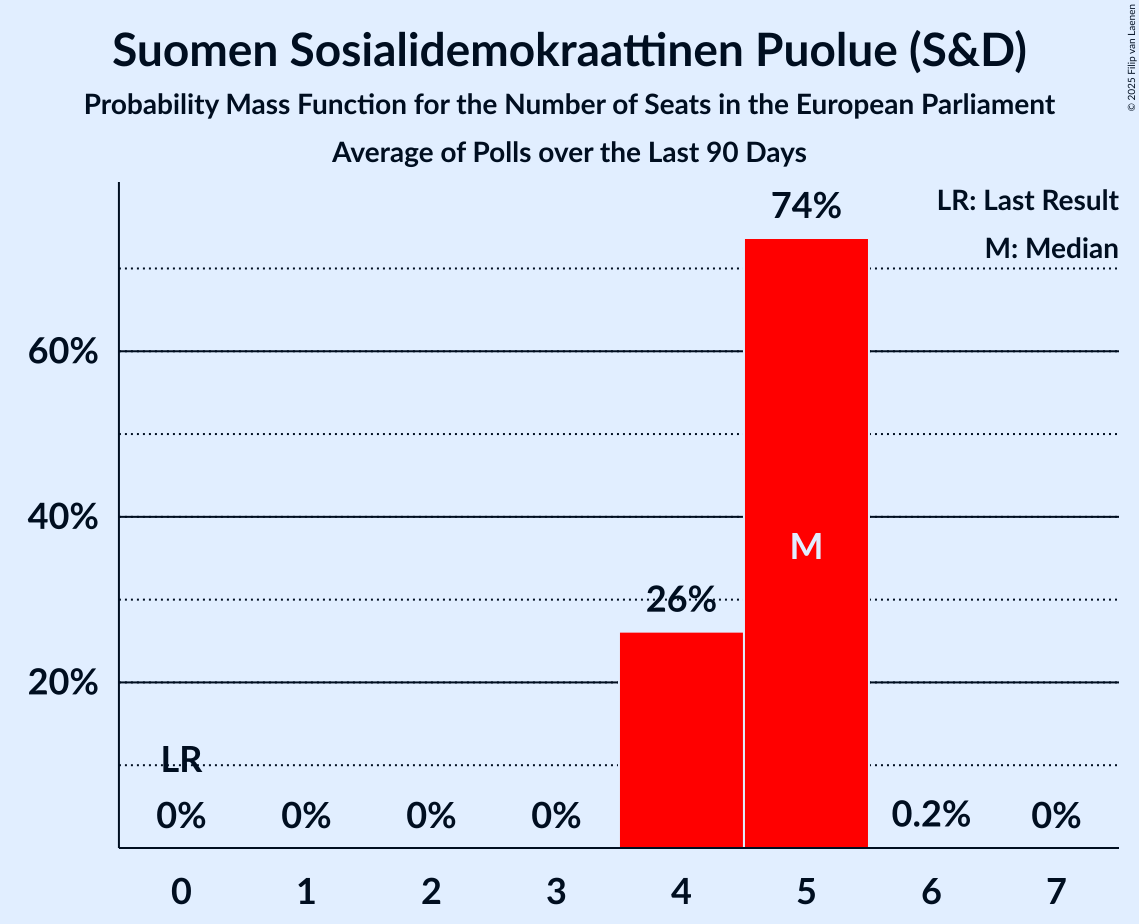 Suomen Sosialidemokraattinen Puolue (S&D)
Probability Mass Function for the Number of Seats in the European Parliament
Average of Polls over the Last 90 Days
© 2025 Filip van Laenen
LR: Last Result
M: Median
74%
60%
40%
M
26%
20%
LR
0% 0% 0% 0% 0.2% 0%
0 1 2 3 4 5 6 7